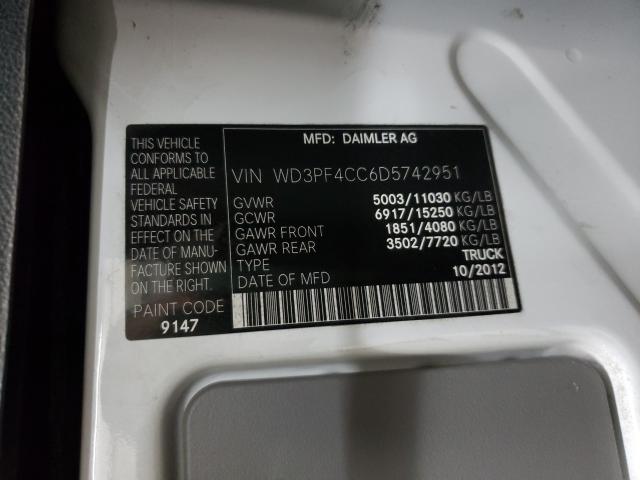 MFD: DAIMLER AG
THIS VEHICLE
CONFORMS TO
ALL APPLICABLE
FEDERAL
VEHICLE SAFETY
STANDARDS IN
EFFECT ON THE
DATE OF MANU-
FACTURE SHOWN
ON THE RIGHT.
PAINT CODE
9147
VIN WD3PF4CC6D5742951
GVWR 5003/11030 KG/LB
GCWR 6917/15250 KG/LB
GAWR FRONT 1851/4080 KG/LB
GAWR REAR 3502/7720 KG/LB
TYPE TRUCK
DATE OF MFD 10/2012